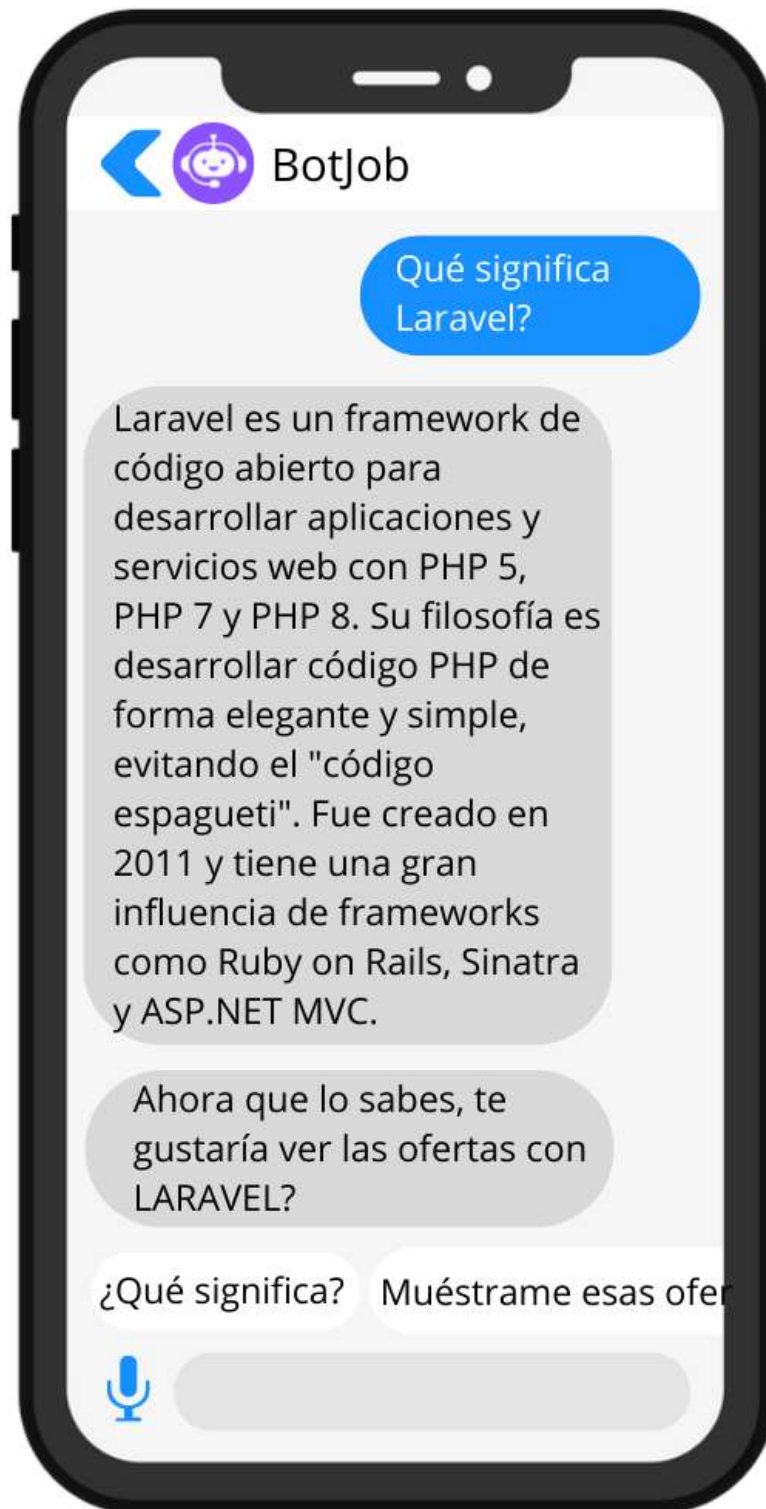 BotJob
Qué significa
Laravel?
Laravel es un framework de
código abierto para
desarrollar aplicaciones y
servicios web con PHP 5,
PHP 7 y PHP 8. Su filosofía es
desarrollar código PHP de
forma elegante y simple,
evitando el "código
espagueti". Fue creado en
2011 y tiene una gran
influencia de frameworks
como Ruby on Rails, Sinatra
y ASP.NET MVC.
Ahora que lo sabes, te
gustaría ver las ofertas con
LARAVEL?
¿Qué significa? Muéstrame esas ofer